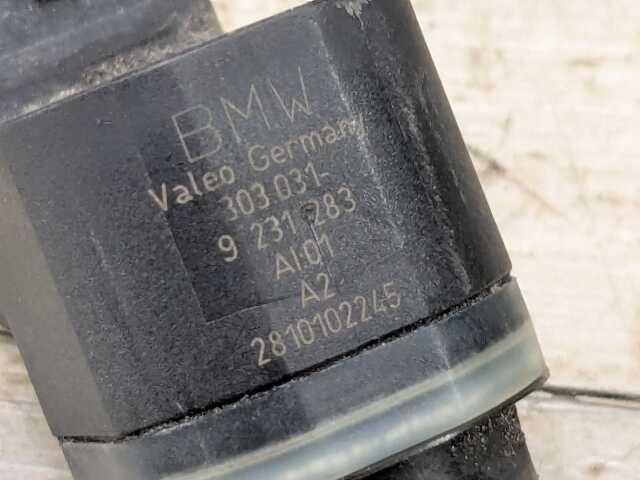 BMW
Valeo Germany
303 031-
9 231 283
AI:01
A2
2810102245